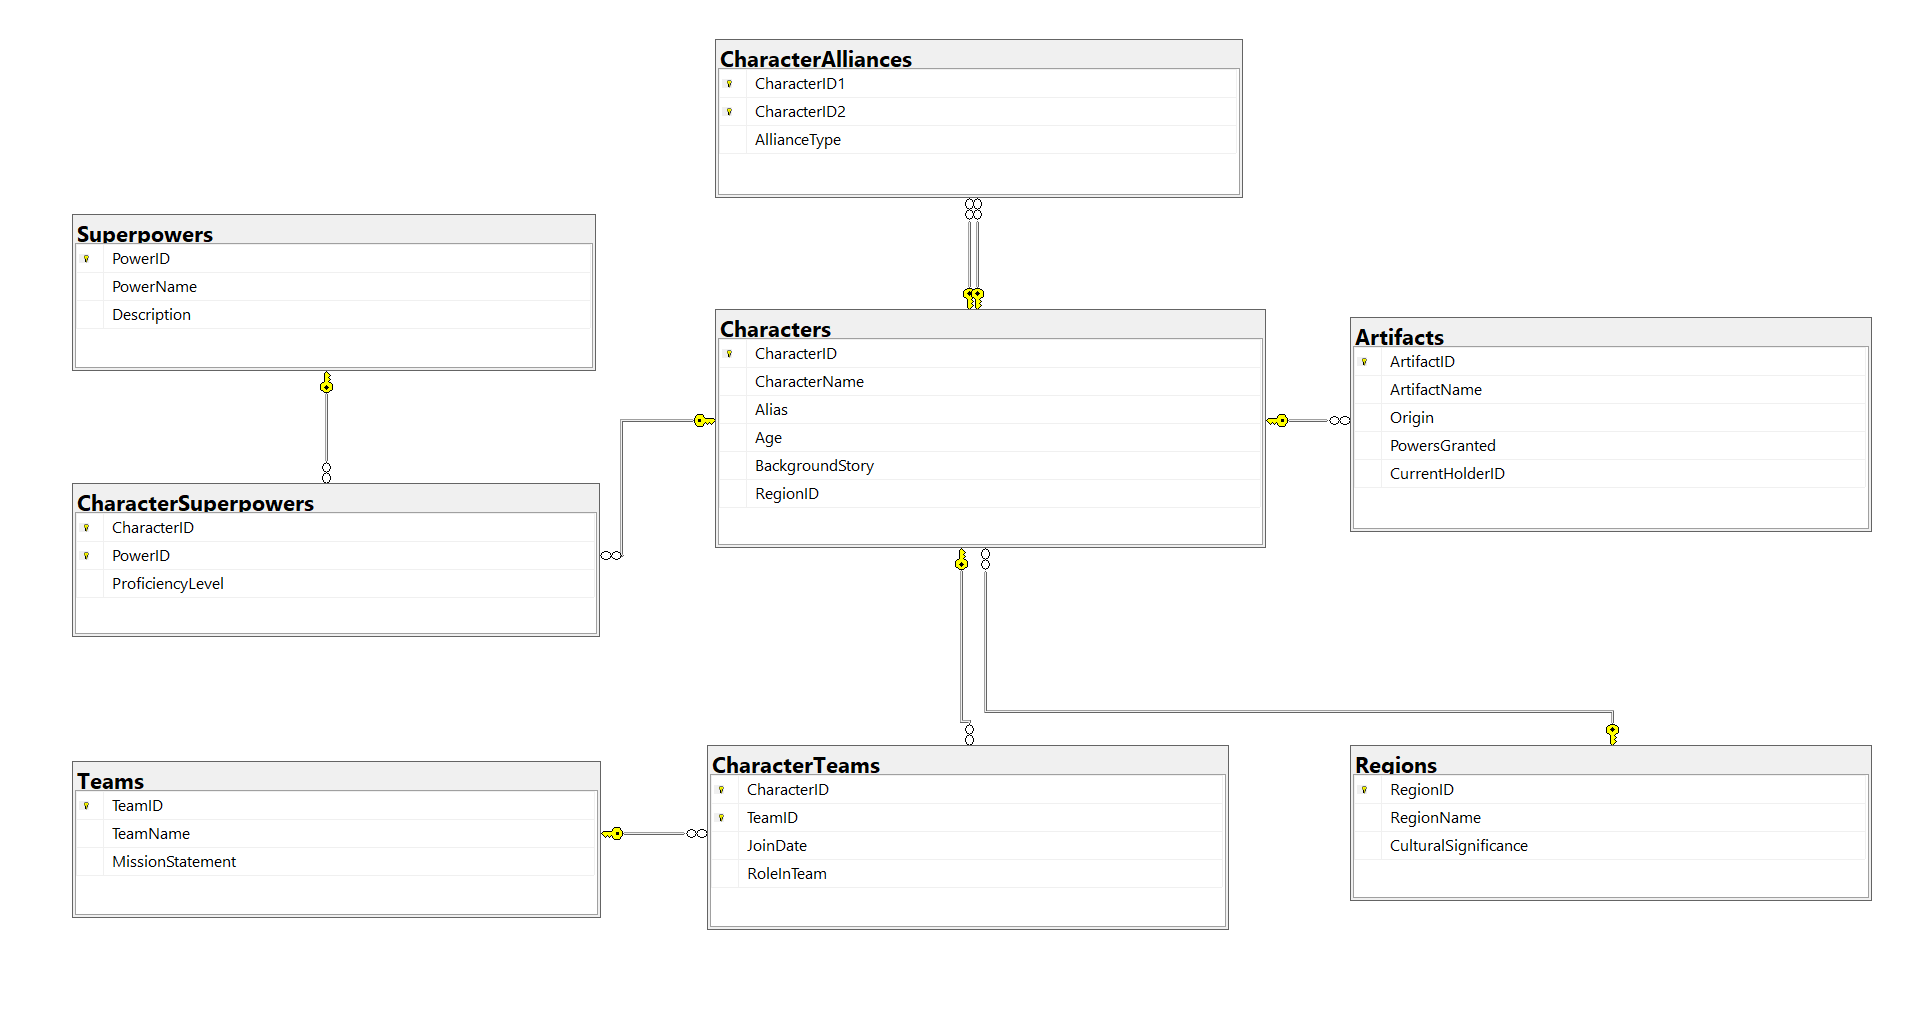 CharacterAlliances
CharacterID1
CharacterID2
AllianceType
Superpowers
PowerID
PowerName
Description
Characters
CharacterID
CharacterName
Alias
Age
BackgroundStory
RegionID
Artifacts
ArtifactID
ArtifactName
Origin
PowersGranted
CurrentHolderID
CharacterSuperpowers
CharacterID
PowerID
ProficiencyLevel
Teams
TeamID
TeamName
MissionStatement
CharacterTeams
CharacterID
TeamID
JoinDate
RoleInTeam
Regions
RegionID
RegionName
CulturalSignificance